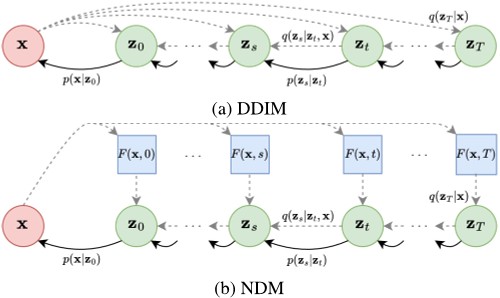 q(z_T|x)
x z_0 ... z_s q(z_s|z_t, x) z_t ... z_T
p(x|z_0) p(z_s|z_t)
(a) DDIM
F(x, 0) ... F(x, s) F(x, t) ... F(x, T)
q(z_T|x)
x z_0 ... z_s q(z_s|z_t, x) z_t ... z_T
p(x|z_0) p(z_s|z_t)
(b) NDM